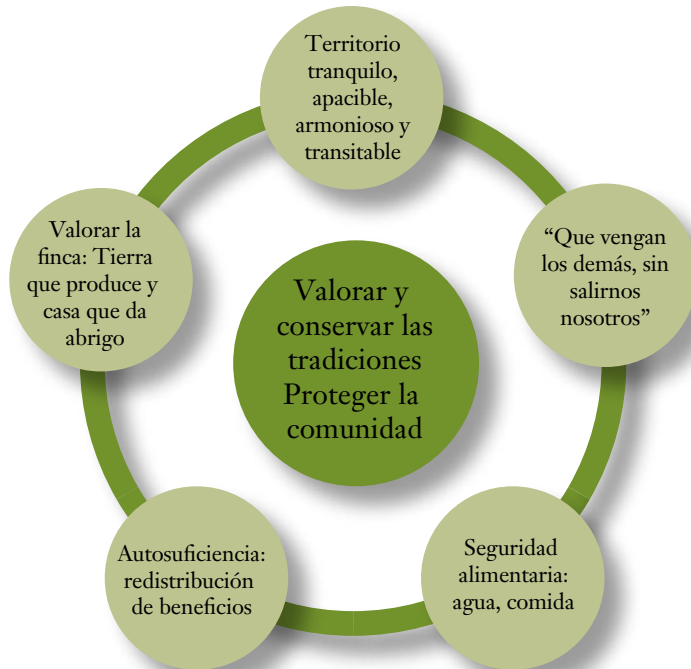 Territorio
tranquilo,
apacible,
armonioso y
transitable
“Que vengan
los demás, sin
salirnos
nosotros”
Seguridad
alimentaria:
agua, comida
Autosuficiencia:
redistribución
de beneficios
Valorar la
finca: Tierra
que produce y
casa que da
abrigo
Valorar y
conservar las
tradiciones
Proteger la
comunidad